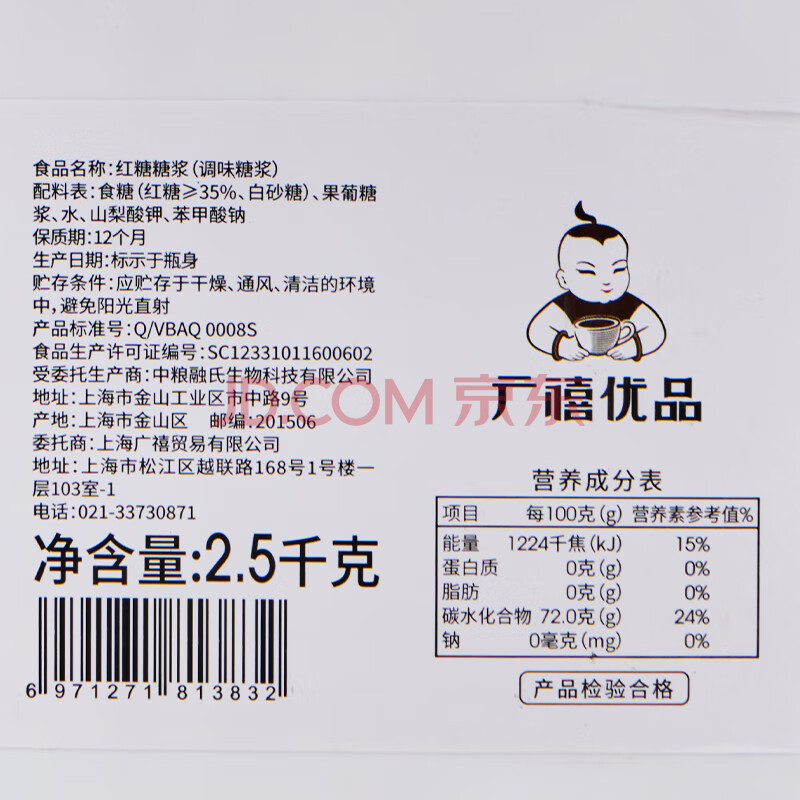 食品名称:红糖糖浆(调味糖浆)
配料表:食糖(红糖≥35%、白砂糖)、果葡糖
浆、水、山梨酸钾、苯甲酸钠
保质期:12个月
生产日期:标示于瓶身
贮存条件:应贮存于干燥、通风、清洁的环境
中,避免阳光直射
产品标准号:Q/VBAQ 0008S
食品生产许可证编号:SC12331011600602
受委托生产商:中粮融氏生物科技有限公司
地址:上海市金山工业区市中路9号
产地:上海市金山区 邮编:201506
委托商:上海广禧贸易有限公司
地址:上海市松江区越联路168号1号楼一
层103室-1
电话:021-33730871
净含量:2.5千克
6 971271 813832
JD.COM 京东
广禧优品
营养成分表
项目 每100克(g) 营养素参考值%
能量 1224千焦(kJ) 15%
蛋白质 0克(g) 0%
脂肪 0克(g) 0%
碳水化合物 72.0克(g) 24%
钠 0毫克(mg) 0%
产品检验合格